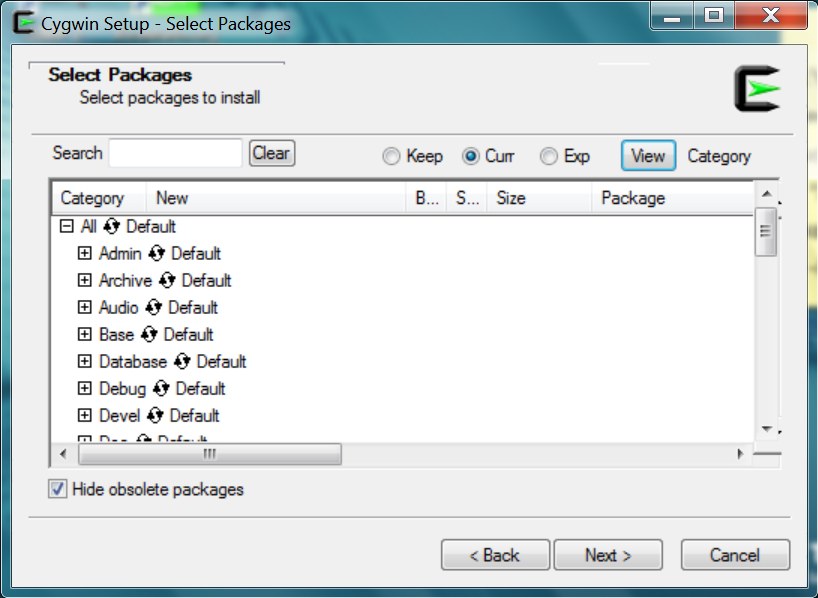 Cygwin Setup - Select Packages
Select Packages
Select packages to install
Search Clear Keep Curr Exp View Category
Category New B... S... Size Package
All Default
Admin Default
Archive Default
Audio Default
Base Default
Database Default
Debug Default
Devel Default
Doc Default
Hide obsolete packages
< Back Next > Cancel